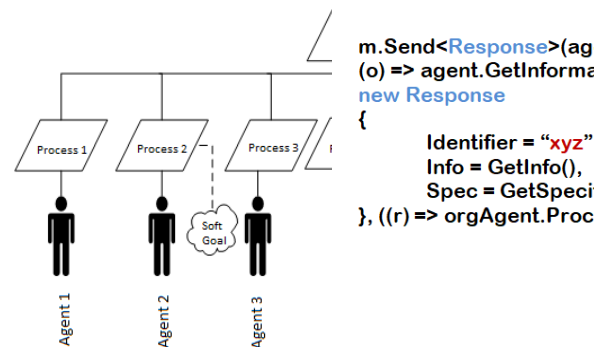 Process 1
Process 2
Process 3
Soft
Goal
Agent 1
Agent 2
Agent 3
m.Send<Response>(ag
(o) => agent.GetInforma
new Response
{
Identifier = “xyz”
Info = GetInfo(),
Spec = GetSpecif
}, ((r) => orgAgent.Proc